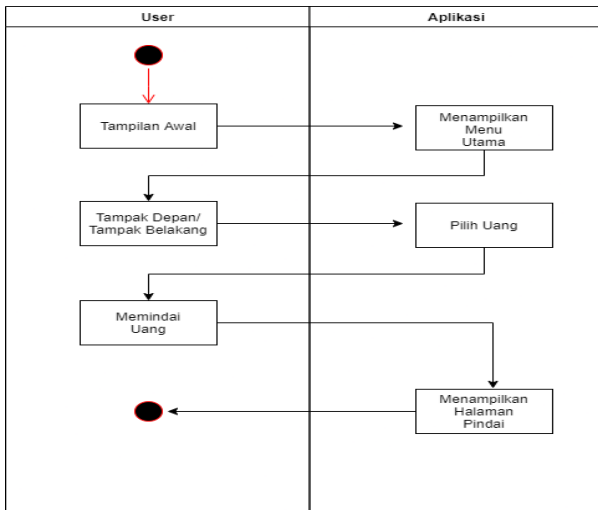 User
Aplikasi
Tampilan Awal
Menampilkan
Menu
Utama
Tampak Depan/
Tampak Belakang
Pilih Uang
Memindai
Uang
Menampilkan
Halaman
Pindai